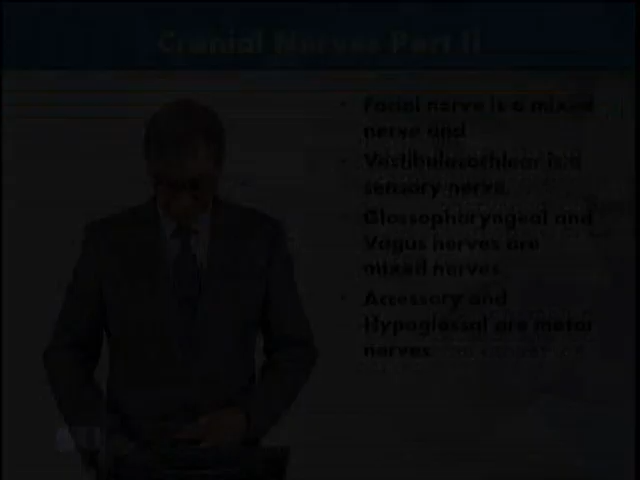 Cranial Nerves Part II
• Facial nerve is a mixed
nerve and
• Vestibulocochlear is a
sensory nerve
• Glossopharyngeal and
Vagus nerves are
mixed nerves
• Accessory and
Hypoglossal are motor
nerves